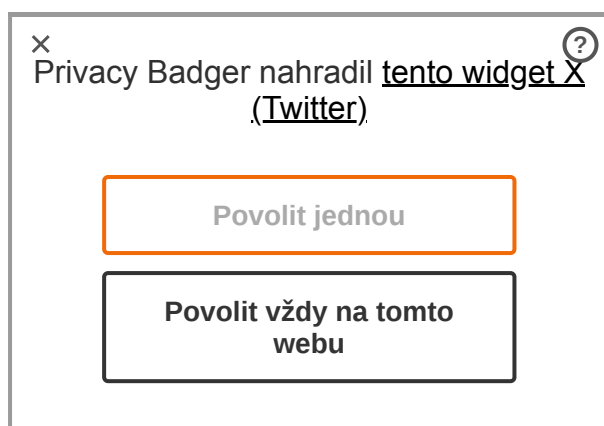 ×
?
Privacy Badger nahradil tento widget X
(Twitter)
Povolit jednou
Povolit vždy na tomto
webu